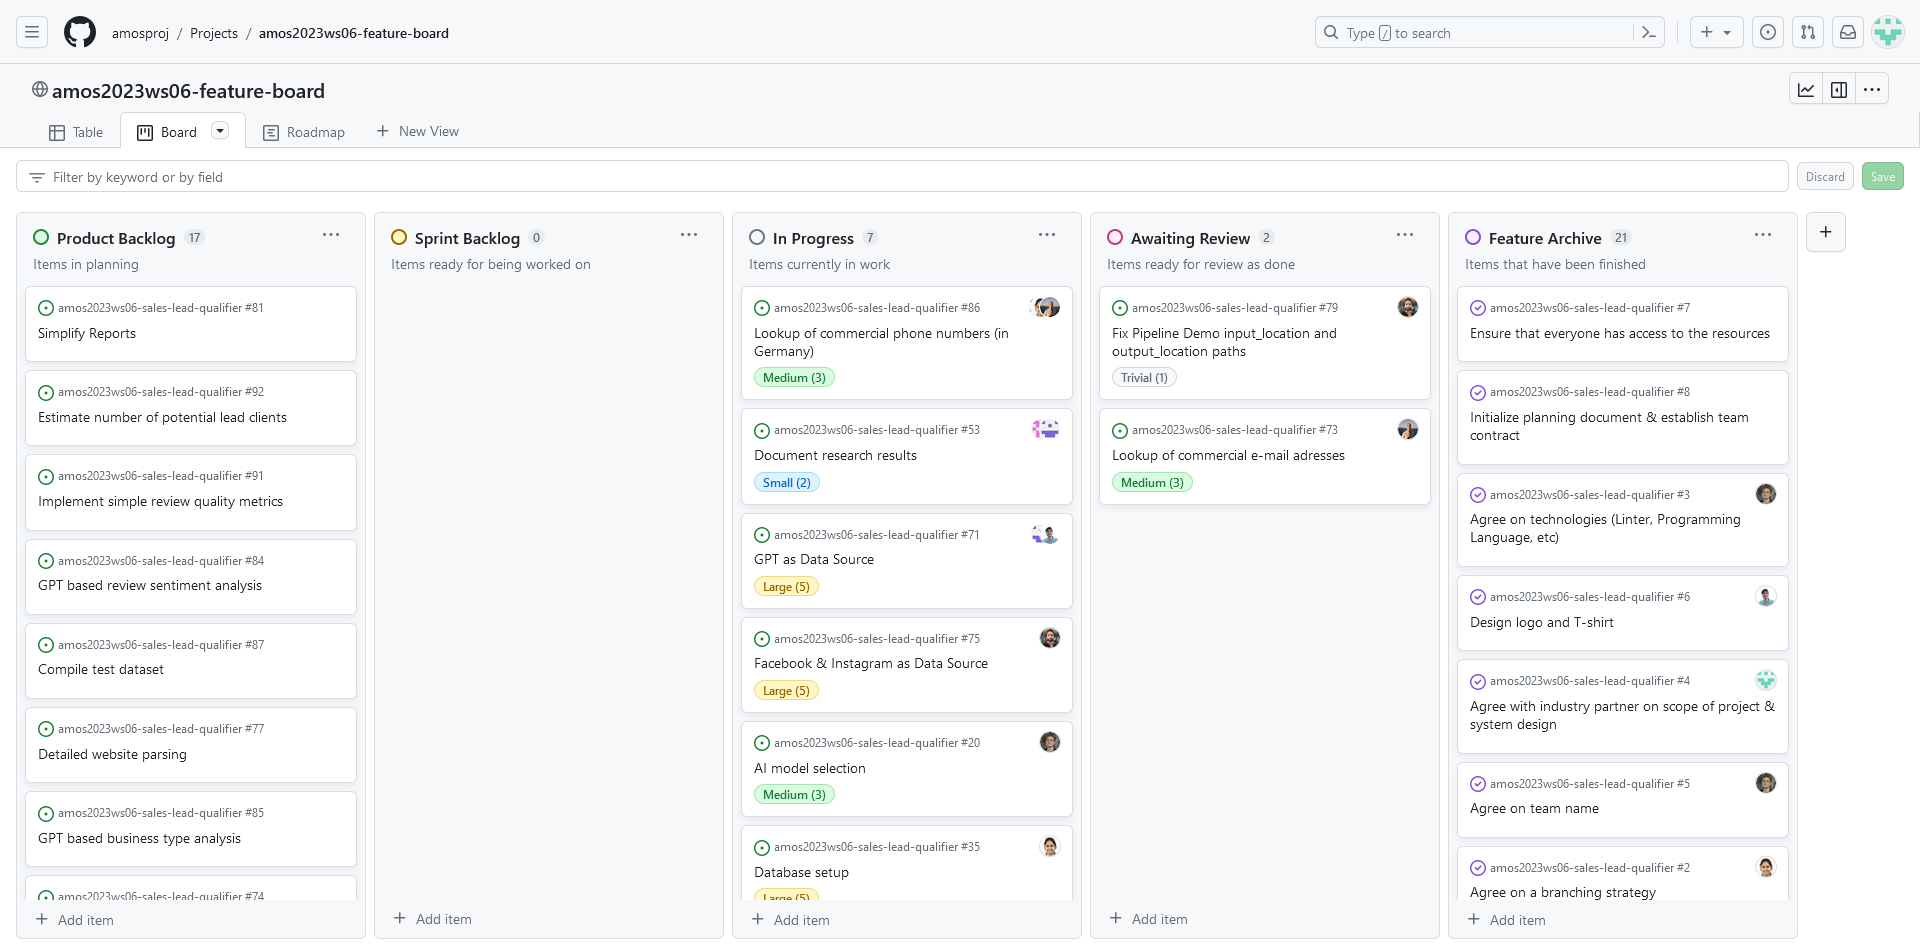 amosproj / Projects / amos2023ws06-feature-board
Type / to search
amos2023ws06-feature-board
Table
Board
Roadmap
New View
Filter by keyword or by field
Discard
Save
Product Backlog 17
Items in planning
amos2023ws06-sales-lead-qualifier #81
Simplify Reports
amos2023ws06-sales-lead-qualifier #92
Estimate number of potential lead clients
amos2023ws06-sales-lead-qualifier #91
Implement simple review quality metrics
amos2023ws06-sales-lead-qualifier #84
GPT based review sentiment analysis
amos2023ws06-sales-lead-qualifier #87
Compile test dataset
amos2023ws06-sales-lead-qualifier #77
Detailed website parsing
amos2023ws06-sales-lead-qualifier #85
GPT based business type analysis
amos2023ws06-sales-lead-qualifier #74
Add item
Sprint Backlog 0
Items ready for being worked on
Add item
In Progress 7
Items currently in work
amos2023ws06-sales-lead-qualifier #86
Lookup of commercial phone numbers (in
Germany)
Medium (3)
amos2023ws06-sales-lead-qualifier #53
Document research results
Small (2)
amos2023ws06-sales-lead-qualifier #71
GPT as Data Source
Large (5)
amos2023ws06-sales-lead-qualifier #75
Facebook & Instagram as Data Source
Large (5)
amos2023ws06-sales-lead-qualifier #20
AI model selection
Medium (3)
amos2023ws06-sales-lead-qualifier #35
Database setup
Large (5)
Add item
Awaiting Review 2
Items ready for review as done
amos2023ws06-sales-lead-qualifier #79
Fix Pipeline Demo input_location and
output_location paths
Trivial (1)
amos2023ws06-sales-lead-qualifier #73
Lookup of commercial e-mail adresses
Medium (3)
Add item
Feature Archive 21
Items that have been finished
amos2023ws06-sales-lead-qualifier #7
Ensure that everyone has access to the resources
amos2023ws06-sales-lead-qualifier #8
Initialize planning document & establish team
contract
amos2023ws06-sales-lead-qualifier #3
Agree on technologies (Linter, Programming
Language, etc)
amos2023ws06-sales-lead-qualifier #6
Design logo and T-shirt
amos2023ws06-sales-lead-qualifier #4
Agree with industry partner on scope of project &
system design
amos2023ws06-sales-lead-qualifier #5
Agree on team name
amos2023ws06-sales-lead-qualifier #2
Agree on a branching strategy
Add item